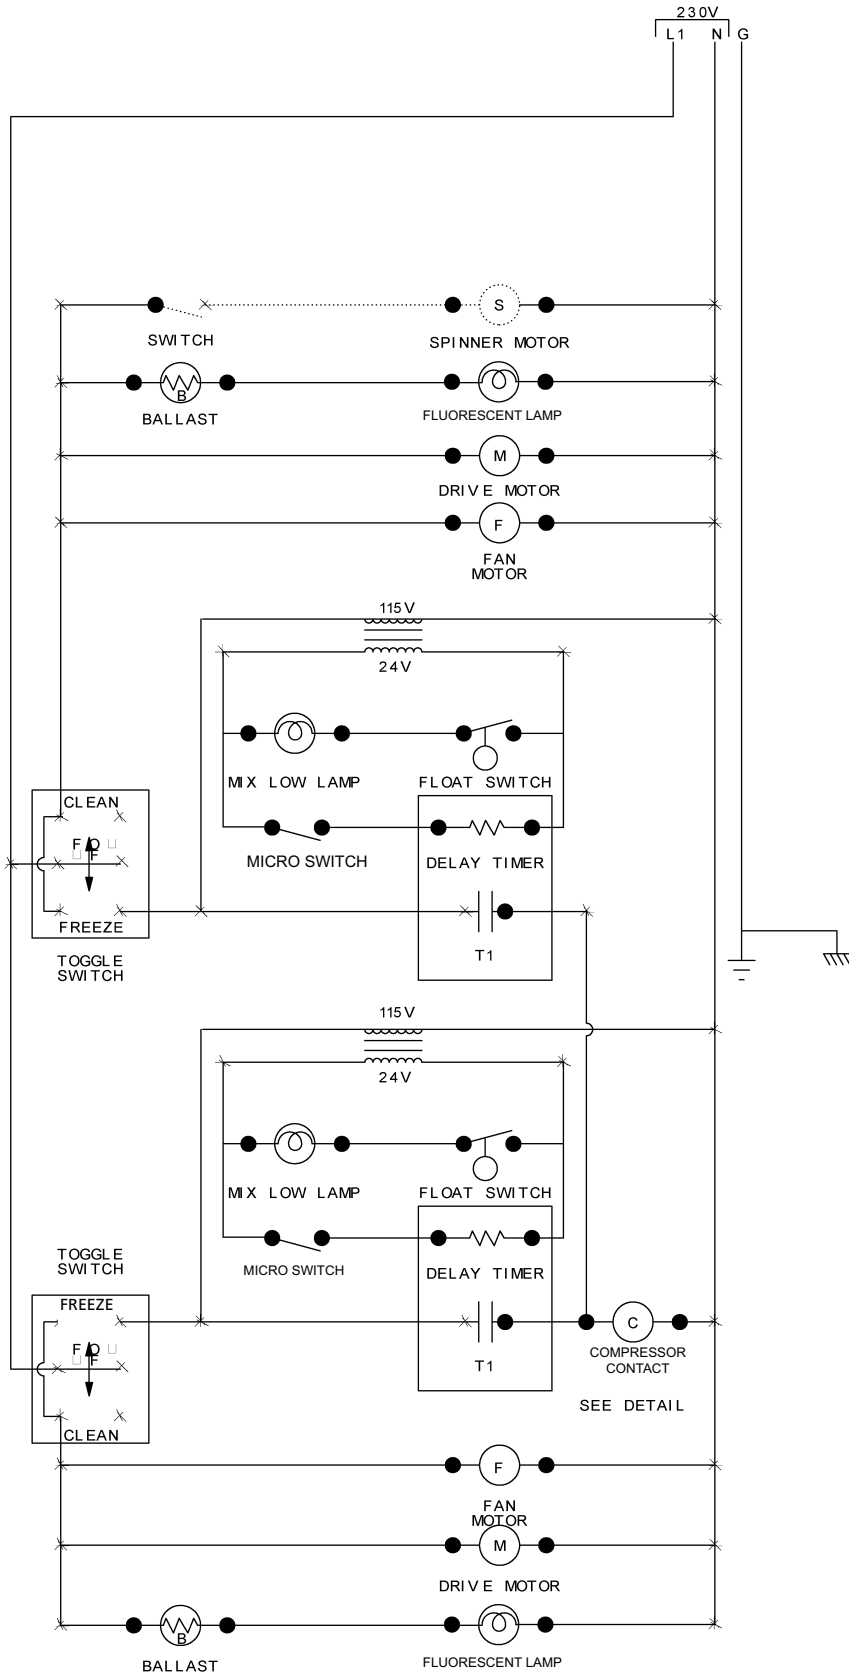 230V
L1 N G
S
SWITCH
SPINNER MOTOR
B
BALLAST
FLUORESCENT LAMP
M
DRIVE MOTOR
F
FAN
MOTOR
115V
24V
MIX LOW LAMP
FLOAT SWITCH
CLEAN
F O
F
MICRO SWITCH
DELAY TIMER
FREEZE
T1
TOGGLE
SWITCH
115V
24V
MIX LOW LAMP
FLOAT SWITCH
TOGGLE
SWITCH
MICRO SWITCH
DELAY TIMER
FREEZE
C
F O
F
T1
COMPRESSOR
CONTACT
SEE DETAIL
CLEAN
F
FAN
MOTOR
M
DRIVE MOTOR
B
BALLAST
FLUORESCENT LAMP